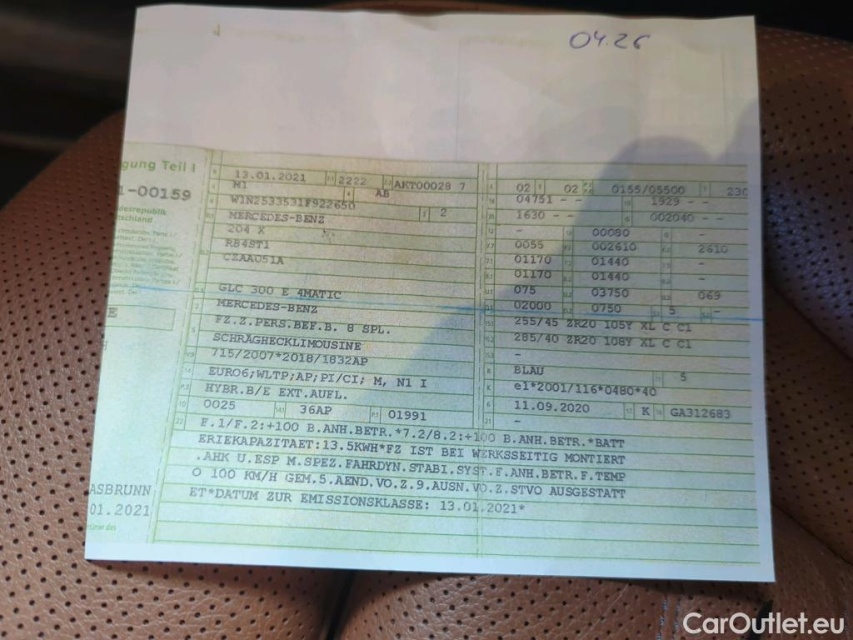 04.26
gung Teil I
13.01.2021 2222 AKT00028 7 02 02 0155/05500
1-00159
M1 AB 04751 - - 1929 - -
W1N2533531F922650 2 1630 - - 002040 - -
MERCEDES-BENZ - 00080 -
204 X 0055 002610 2610
R84ST1 01170 01440 -
CZAAU51A 01170 01440 -
075 03750 069
GLC 300 E 4MATIC 02000 0750 5 -
MERCEDES-BENZ 255/45 ZR20 105Y XL C C1
FZ.Z.PERS.BEF.B. 8 SPL. 285/40 ZR20 108Y XL C C1
SCHRÄGHECKLIMOUSINE -
715/2007*2018/1832AP BLAU 5
EURO6;WLTP;AP;PI/CI; M, N1 I e1*2001/116*0480*40
HYBR.B/E EXT.AUFL. 11.09.2020 K GA312683
0025 36AP 01991 -
F.1/F.2:+100 B.ANH.BETR.*7.2/8.2:+100 B.ANH.BETR.*BATT
ERIEKAPAZITAET:13.5KWH*FZ IST BEI WERKSSEITIG MONTIERT
.AHK U.ESP M.SPEZ.FAHRDYN.STABI.SYST.F.ANH.BETR.F.TEMP
O 100 KM/H GEM.5.AEND.VO.Z.9.AUSN.VO.Z.STVO AUSGESTATT
ET*DATUM ZUR EMISSIONSKLASSE: 13.01.2021*
ASBRUNN
01.2021
CarOutlet.eu